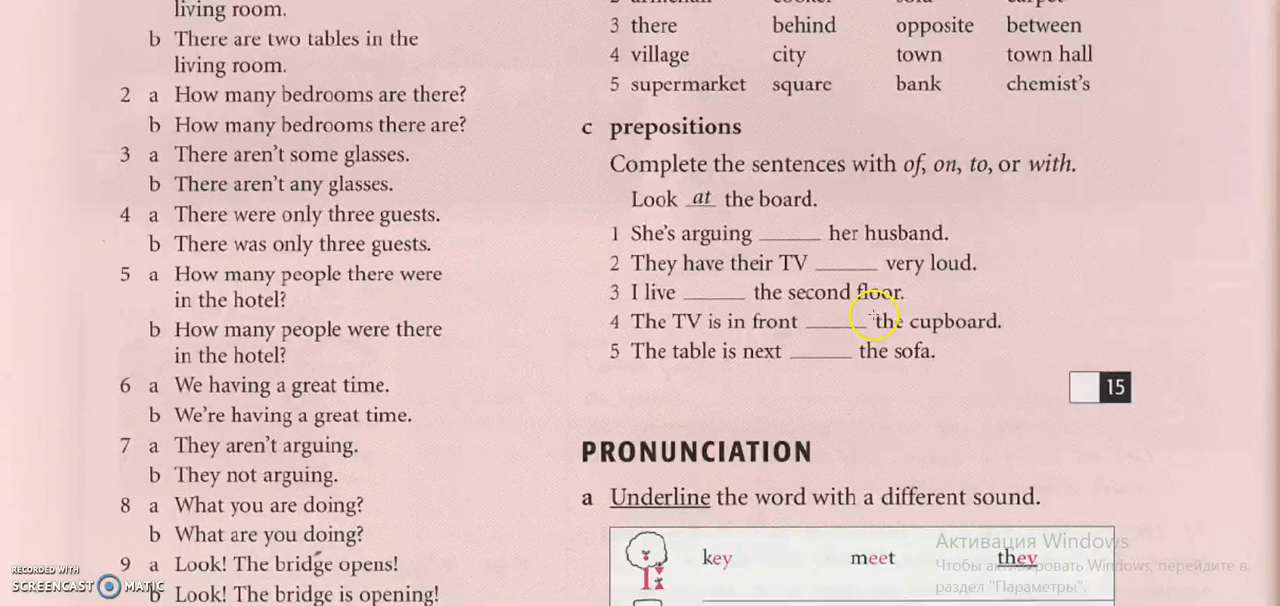 living room.
b There are two tables in the
living room.
2 a How many bedrooms are there?
b How many bedrooms there are?
3 a There aren't some glasses.
b There aren't any glasses.
4 a There were only three guests.
b There was only three guests.
5 a How many people there were
in the hotel?
b How many people were there
in the hotel?
6 a We having a great time.
b We're having a great time.
7 a They aren't arguing.
b They not arguing.
8 a What you are doing?
b What are you doing?
9 a Look! The bridge opens!
b Look! The bridge is opening!
3 there behind opposite between
4 village city town town hall
5 supermarket square bank chemist's
c prepositions
Complete the sentences with of, on, to, or with.
Look at the board.
1 She's arguing ______ her husband.
2 They have their TV ______ very loud.
3 I live ______ the second floor.
4 The TV is in front ______ the cupboard.
5 The table is next ______ the sofa.
15
PRONUNCIATION
a Underline the word with a different sound.
key meet they
Активация Windows
Чтобы активировать Windows, перейдите в
раздел "Параметры".
RECORDED WITH
SCREENCAST MATIC